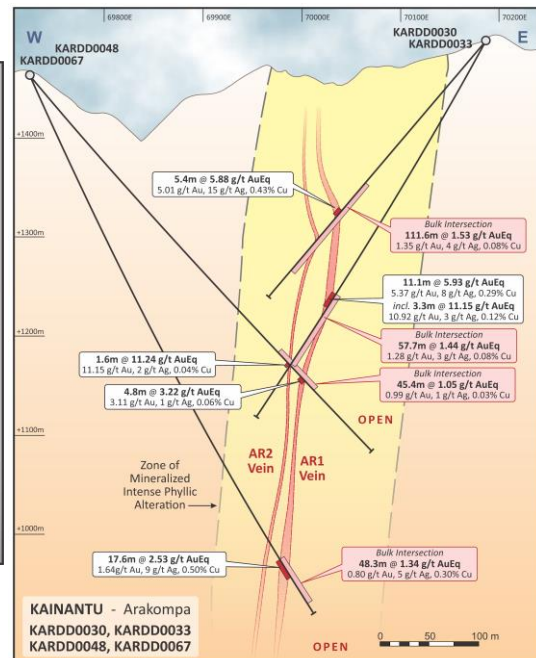 69800E
69900E
70000E
70100E
70200E
W
KARDD0048
KARDD0067
KARDD0030
KARDD0033
E
+1400m
5.4m @ 5.88 g/t AuEq
5.01 g/t Au, 15 g/t Ag, 0.43% Cu
+1300m
Bulk Intersection
111.6m @ 1.53 g/t AuEq
1.35 g/t Au, 4 g/t Ag, 0.08% Cu
11.1m @ 5.93 g/t AuEq
5.37 g/t Au, 8 g/t Ag, 0.29% Cu
incl. 3.3m @ 11.15 g/t AuEq
10.92 g/t Au, 3 g/t Ag, 0.12% Cu
+1200m
Bulk Intersection
57.7m @ 1.44 g/t AuEq
1.28 g/t Au, 3 g/t Ag, 0.08% Cu
1.6m @ 11.24 g/t AuEq
11.15 g/t Au, 2 g/t Ag, 0.04% Cu
Bulk Intersection
45.4m @ 1.05 g/t AuEq
0.99 g/t Au, 1 g/t Ag, 0.03% Cu
4.8m @ 3.22 g/t AuEq
3.11 g/t Au, 1 g/t Ag, 0.06% Cu
OPEN
+1100m
AR2
Vein
AR1
Vein
Zone of
Mineralized
Intense Phyllic
Alteration
+1000m
17.6m @ 2.53 g/t AuEq
1.64g/t Au, 9 g/t Ag, 0.50% Cu
Bulk Intersection
48.3m @ 1.34 g/t AuEq
0.80 g/t Au, 5 g/t Ag, 0.30% Cu
KAINANTU - Arakompa
KARDD0030, KARDD0033
KARDD0048, KARDD0067
OPEN
0 50 100 m